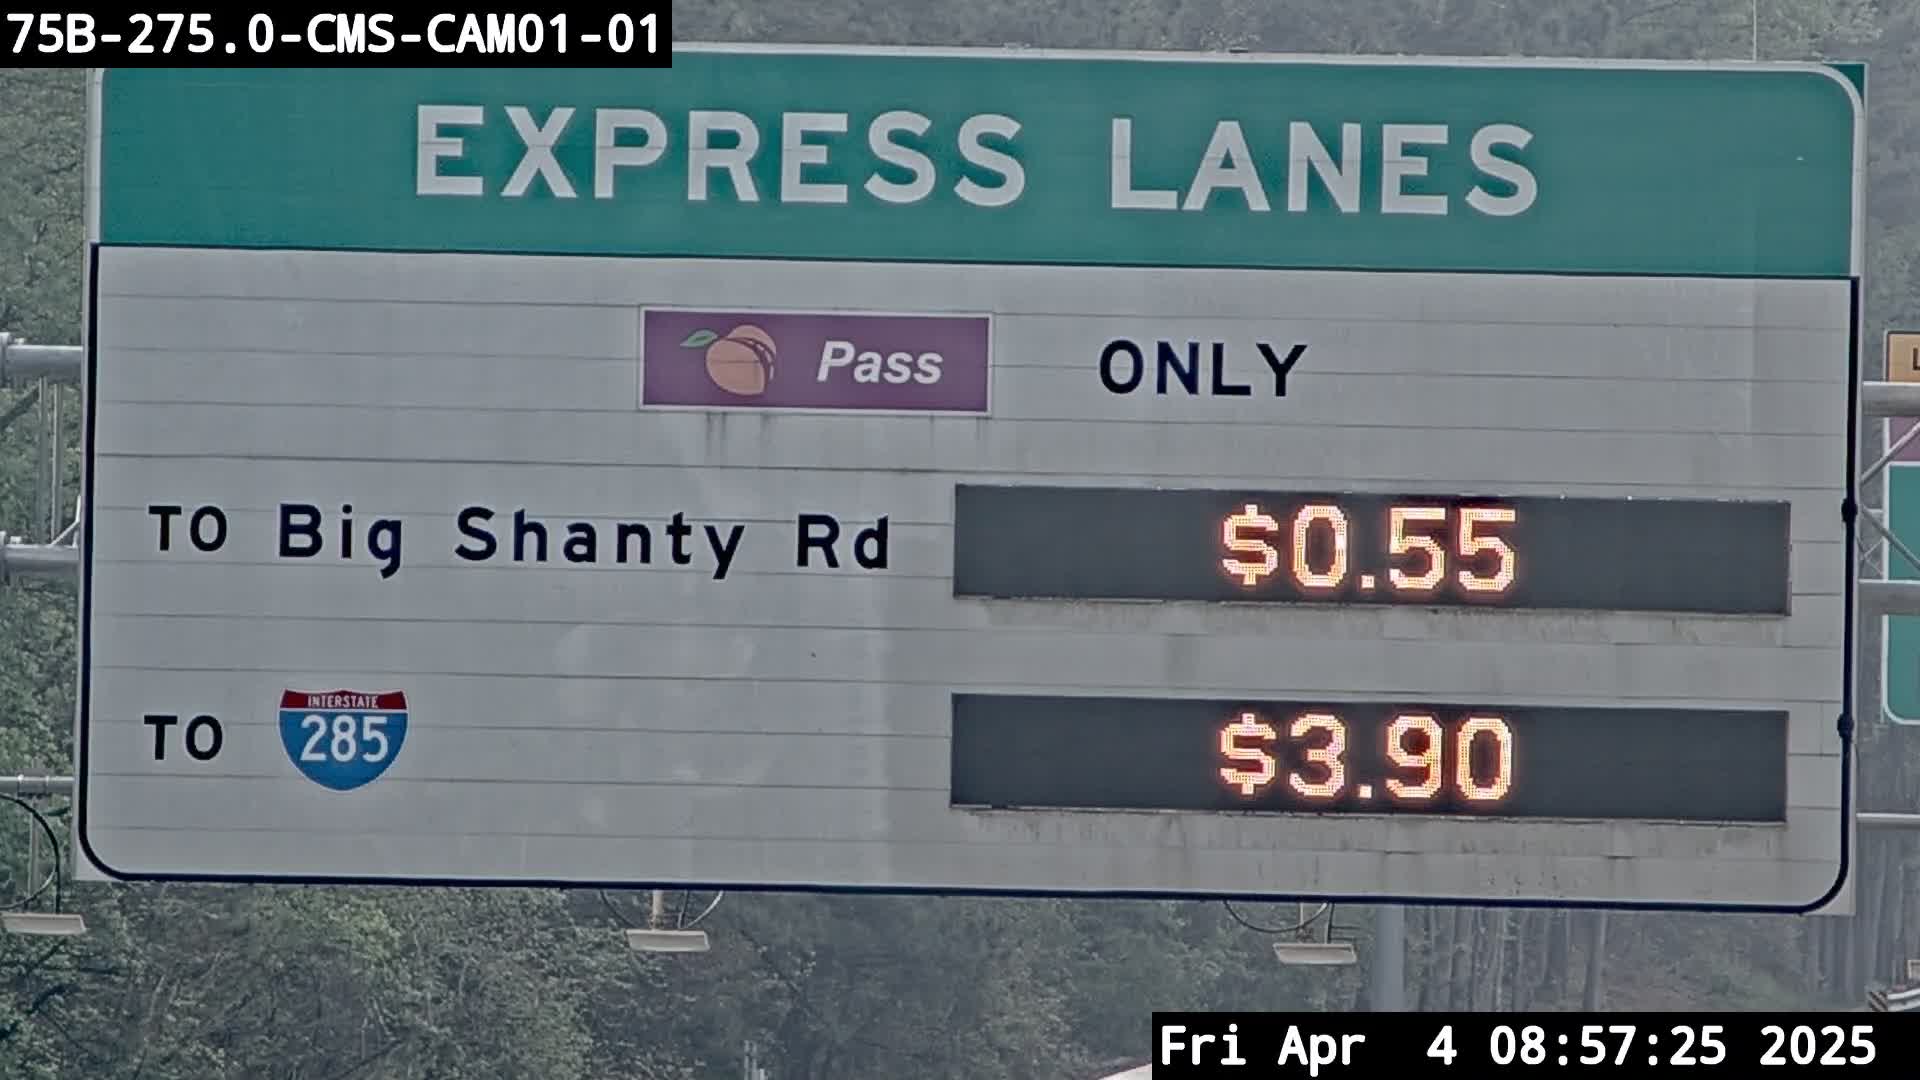 75B-275.0-CMS-CAM01-01
EXPRESS LANES
Pass ONLY
TO Big Shanty Rd $0.55
TO INTERSTATE 285 $3.90
Fri Apr 4 08:57:25 2025